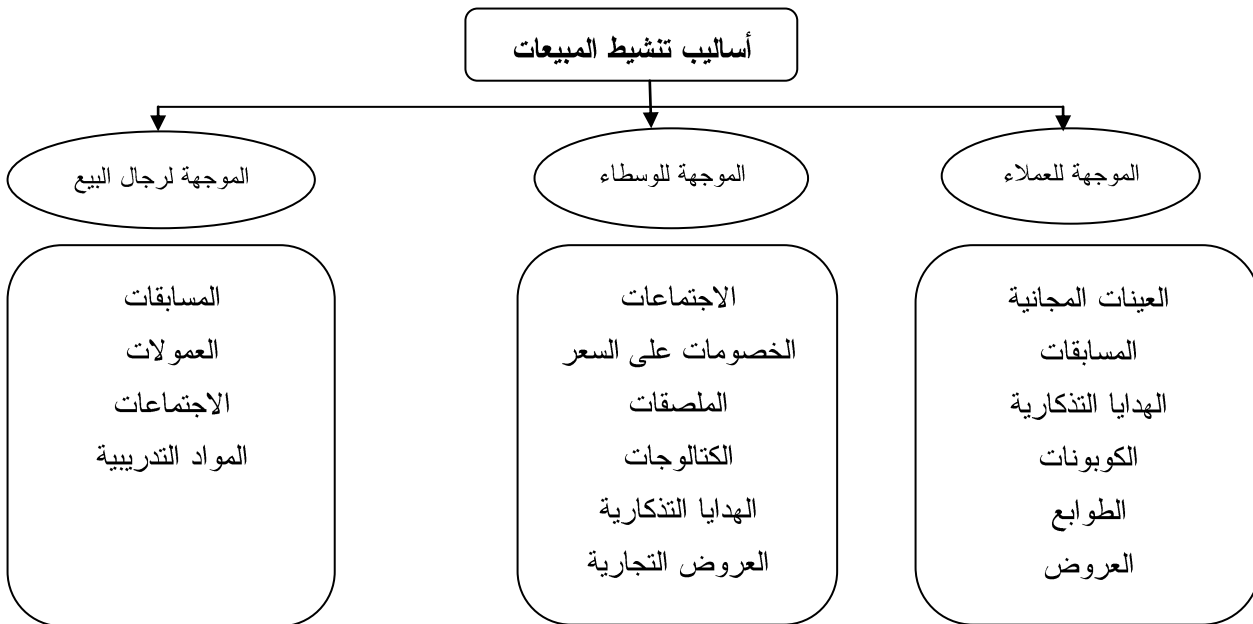 أساليب تنشيط المبيعات
الموجهة للعملاء
العينات المجانية
المسابقات
الهدايا التذكارية
الكوبونات
الطوابع
العروض
الموجهة للوسطاء
الاجتماعات
الخصومات على السعر
الملصقات
الكتالوجات
الهدايا التذكارية
العروض التجارية
الموجهة لرجال البيع
المسابقات
العمولات
الاجتماعات
المواد التدريبية